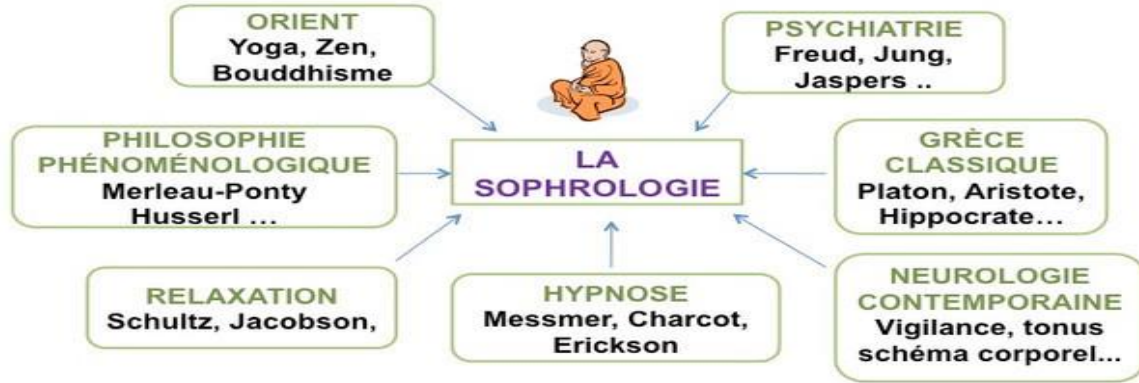 ORIENT
Yoga, Zen,
Bouddhisme
PSYCHIATRIE
Freud, Jung,
Jaspers ..
PHILOSOPHIE
PHÉNOMÉNOLOGIQUE
Merleau-Ponty
Husserl ...
LA
SOPHROLOGIE
GRÈCE
CLASSIQUE
Platon, Aristote,
Hippocrate...
RELAXATION
Schultz, Jacobson,
HYPNOSE
Messmer, Charcot,
Erickson
NEUROLOGIE
CONTEMPORAINE
Vigilance, tonus
schéma corporel...